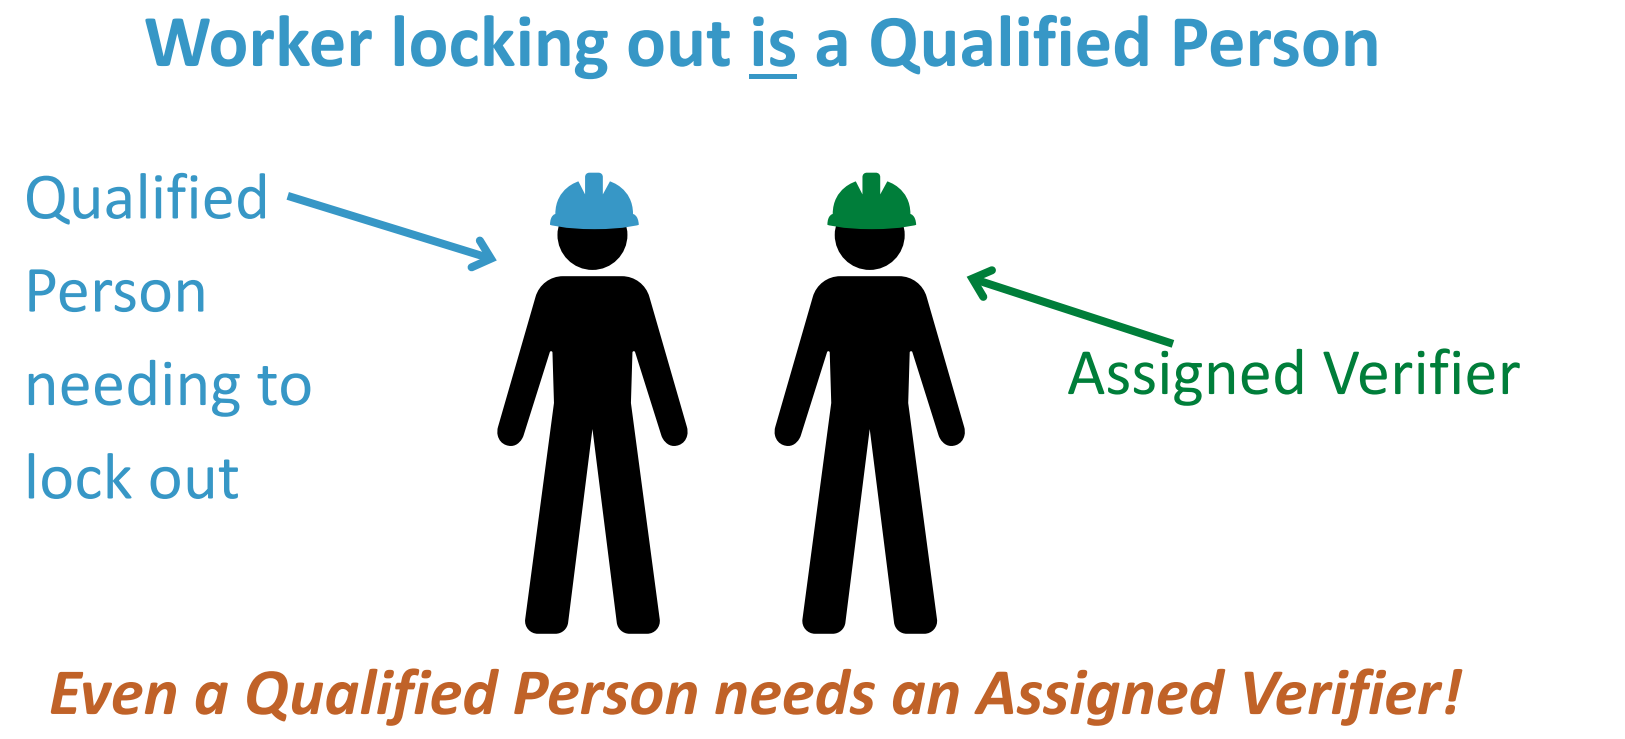 Worker locking out is a Qualified Person
Qualified
Person
needing to
lock out
Assigned Verifier
Even a Qualified Person needs an Assigned Verifier!